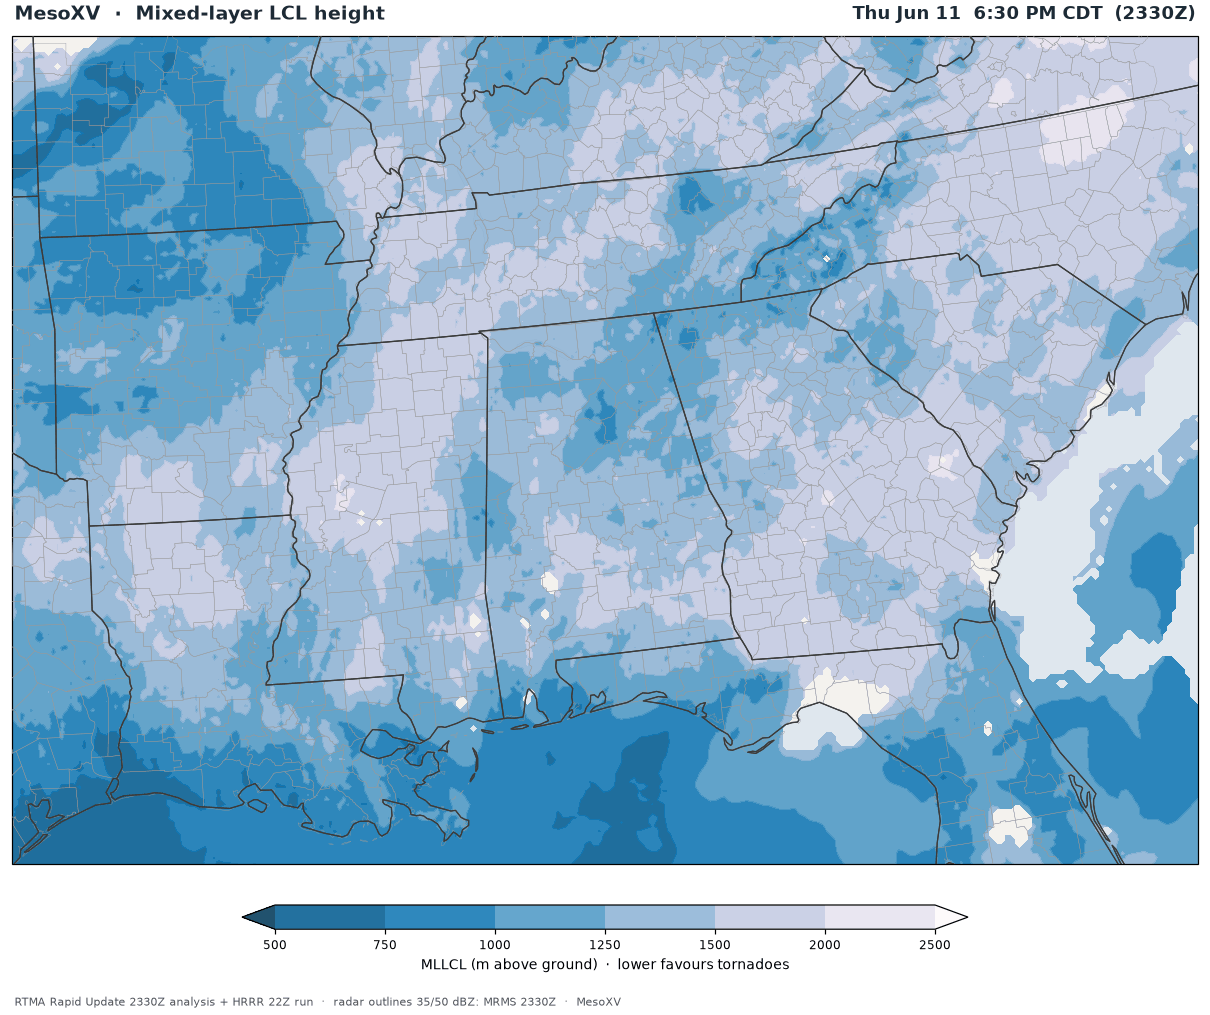 MesoXV · Mixed-layer LCL height
Thu Jun 11 6:30 PM CDT (2330Z)
500 750 1000 1250 1500 2000 2500
MLLCL (m above ground) · lower favours tornadoes
RTMA Rapid Update 2330Z analysis + HRRR 22Z run · radar outlines 35/50 dBZ: MRMS 2330Z · MesoXV